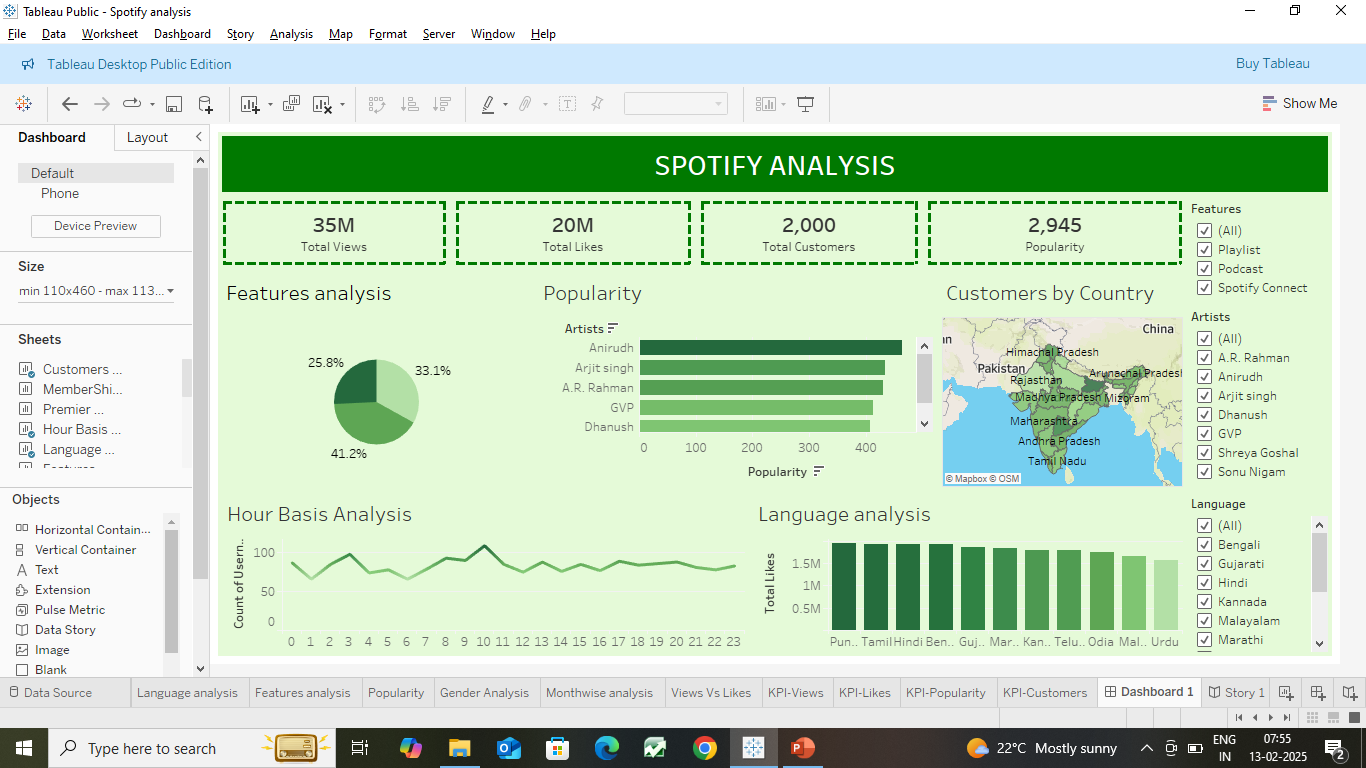 Tableau Public - Spotify analysis
File Data Worksheet Dashboard Story Analysis Map Format Server Window Help
Tableau Desktop Public Edition Buy Tableau
Show Me
Dashboard Layout
Default
Phone
Device Preview
Size
min 110x460 - max 113...
Sheets
Customers ...
MemberShi...
Premier ...
Hour Basis ...
Language ...
Objects
Horizontal Contain...
Vertical Container
Text
Extension
Pulse Metric
Data Story
Image
Blank
SPOTIFY ANALYSIS
35M
Total Views
20M
Total Likes
2,000
Total Customers
2,945
Popularity
Features analysis
25.8%
33.1%
41.2%
Popularity
Artists
Anirudh
Arjit singh
A.R. Rahman
GVP
Dhanush
0 100 200 300 400
Popularity
Customers by Country
China
Himachal Pradesh
Pakistan
Arunachal Pradesh
Rajasthan
Madhya Pradesh
Mizoram
Maharashtra
Andhra Pradesh
Tamil Nadu
© Mapbox © OSM
Features
(All)
Playlist
Podcast
Spotify Connect
Artists
(All)
A.R. Rahman
Anirudh
Arjit singh
Dhanush
GVP
Shreya Goshal
Sonu Nigam
Language
(All)
Bengali
Gujarati
Hindi
Kannada
Malayalam
Marathi
Hour Basis Analysis
Count of Usern..
100
50
0
0 1 2 3 4 5 6 7 8 9 10 11 12 13 14 15 16 17 18 19 20 21 22 23
Language analysis
Total Likes
1.5M
1M
0.5M
Pun.. Tamil Hindi Ben.. Guj.. Mar.. Kan.. Telu.. Odia Mal.. Urdu
Data Source Language analysis Features analysis Popularity Gender Analysis Monthwise analysis Views Vs Likes KPI-Views KPI-Likes KPI-Popularity KPI-Customers Dashboard 1 Story 1
Type here to search
22°C Mostly sunny
ENG
IN
07:55
13-02-2025
2